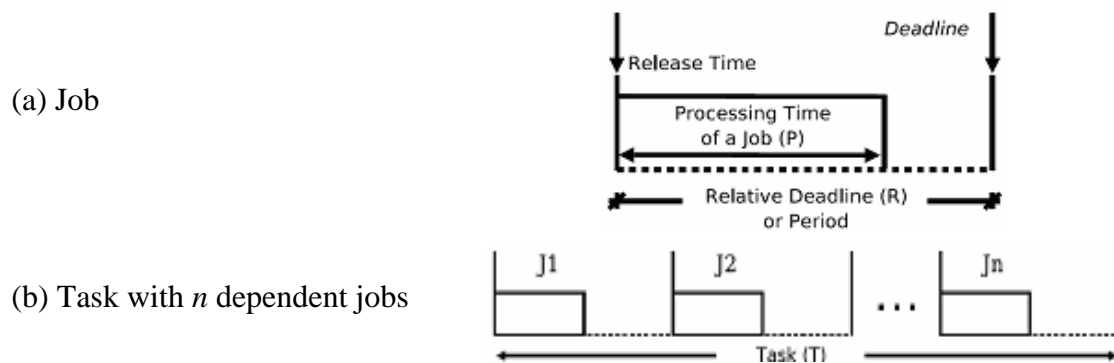 Deadline
Release Time
(a) Job
Processing Time
of a Job (P)
Relative Deadline (R)
or Period
J1 J2 Jn
(b) Task with n dependent jobs
...
Task (T)